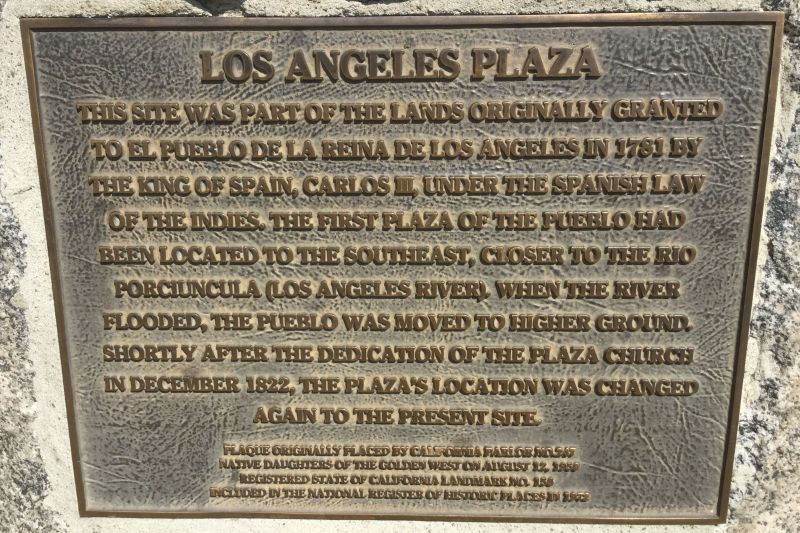 LOS ANGELES PLAZA
THIS SITE WAS PART OF THE LANDS ORIGINALLY GRANTED
TO EL PUEBLO DE LA REINA DE LOS ANGELES IN 1781 BY
THE KING OF SPAIN, CARLOS III, UNDER THE SPANISH LAW
OF THE INDIES. THE FIRST PLAZA OF THE PUEBLO HAD
BEEN LOCATED TO THE SOUTHEAST, CLOSER TO THE RIO
PORCIUNCULA (LOS ANGELES RIVER). WHEN THE RIVER
FLOODED, THE PUEBLO WAS MOVED TO HIGHER GROUND.
SHORTLY AFTER THE DEDICATION OF THE PLAZA CHURCH
IN DECEMBER 1822, THE PLAZA'S LOCATION WAS CHANGED
AGAIN TO THE PRESENT SITE.
PLAQUE ORIGINALLY PLACED BY CALIFORNIA PARLOR NO. 247
NATIVE DAUGHTERS OF THE GOLDEN WEST ON AUGUST 12,
REGISTERED STATE OF CALIFORNIA LANDMARK NO. 156
INCLUDED IN THE NATIONAL REGISTER OF HISTORIC PLACES IN 1972